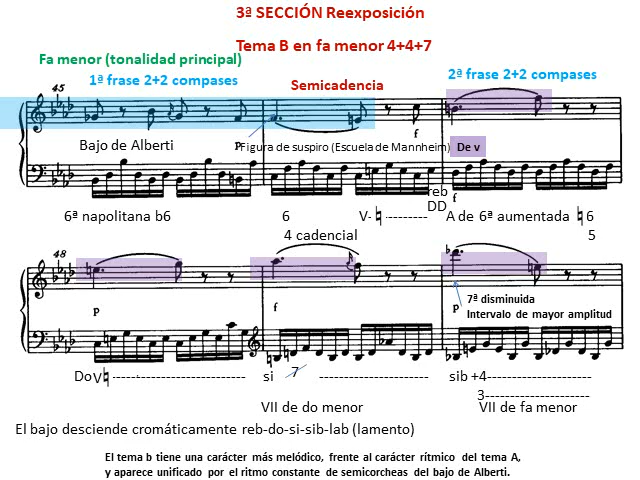 3ª SECCIÓN Reexposición
Tema B en fa menor 4+4+7
Fa menor (tonalidad principal)
1ª frase 2+2 compases
Semicadencia
2ª frase 2+2 compases
45
Bajo de Alberti
p
Figura de suspiro (Escuela de Mannheim)
f
De v
reb
f
6ª napolitana b6
6
V-♮---------
DD
A de 6ª aumentada ♮6
4 cadencial
5
48
p
f
p
7ª disminuida
Intervalo de mayor amplitud
Do V♮--------------------
si 7 --------------------
sib +4--------------------
3--------------------
VII de do menor
VII de fa menor
El bajo desciende cromáticamente reb-do-si-sib-lab (lamento)
El tema b tiene una carácter más melódico, frente al carácter rítmico del tema A,
y aparece unificado por el ritmo constante de semicorcheas del bajo de Alberti.